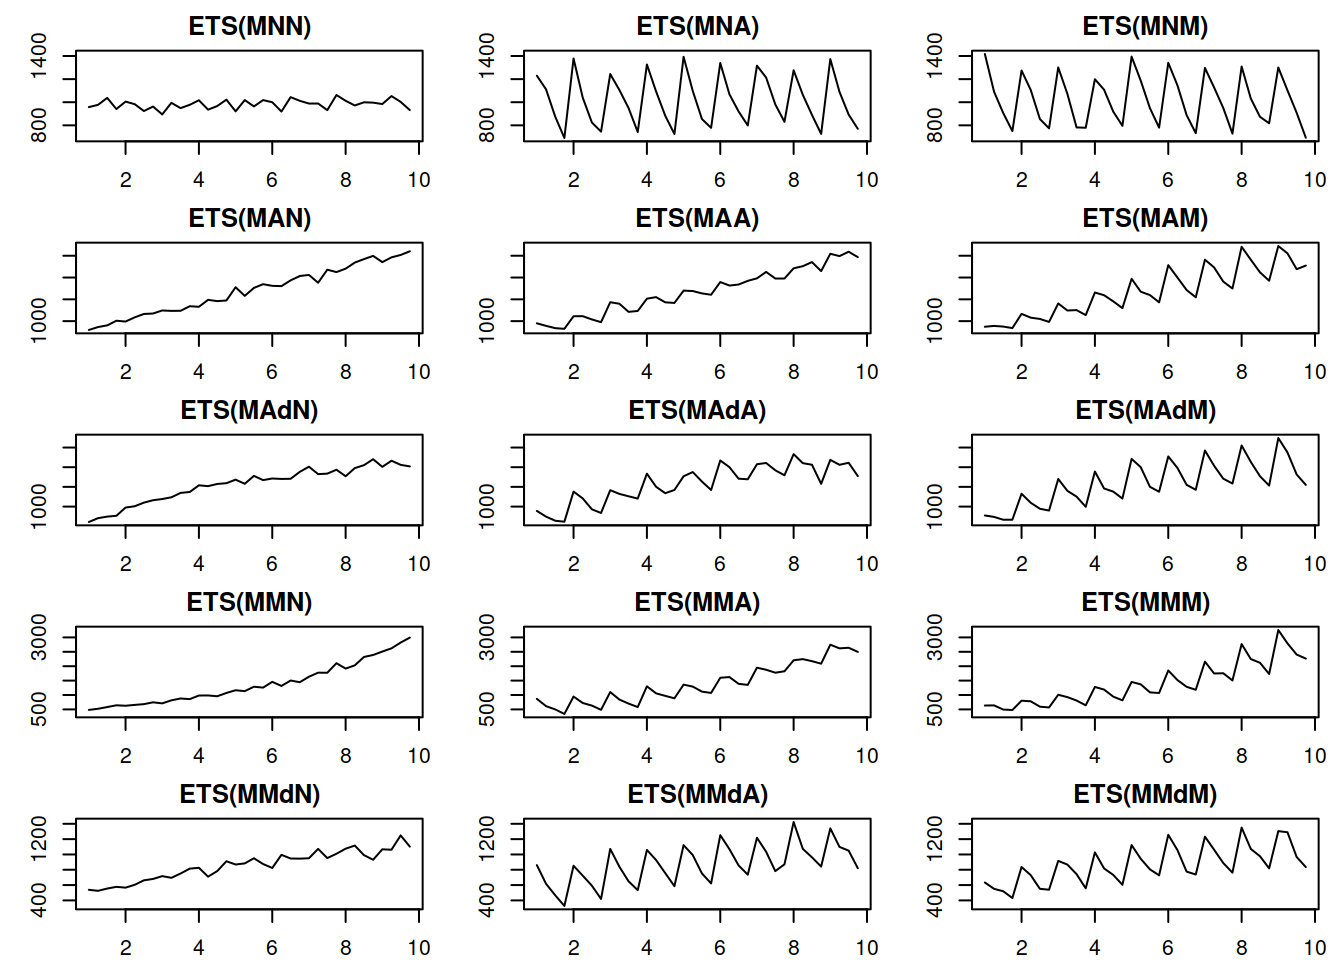 ETS(MNN) ETS(MNA) ETS(MNM)
1400 1400 1400
800 800 800
2 4 6 8 10 2 4 6 8 10 2 4 6 8 10
ETS(MAN) ETS(MAA) ETS(MAM)
1000 1000 1000
2 4 6 8 10 2 4 6 8 10 2 4 6 8 10
ETS(MAdN) ETS(MAdA) ETS(MAdM)
1000 1000 1000
2 4 6 8 10 2 4 6 8 10 2 4 6 8 10
ETS(MMN) ETS(MMA) ETS(MMM)
3000 3000 3000
500 500 500
2 4 6 8 10 2 4 6 8 10 2 4 6 8 10
ETS(MMdN) ETS(MMdA) ETS(MMdM)
1200 1200 1200
400 400 400
2 4 6 8 10 2 4 6 8 10 2 4 6 8 10